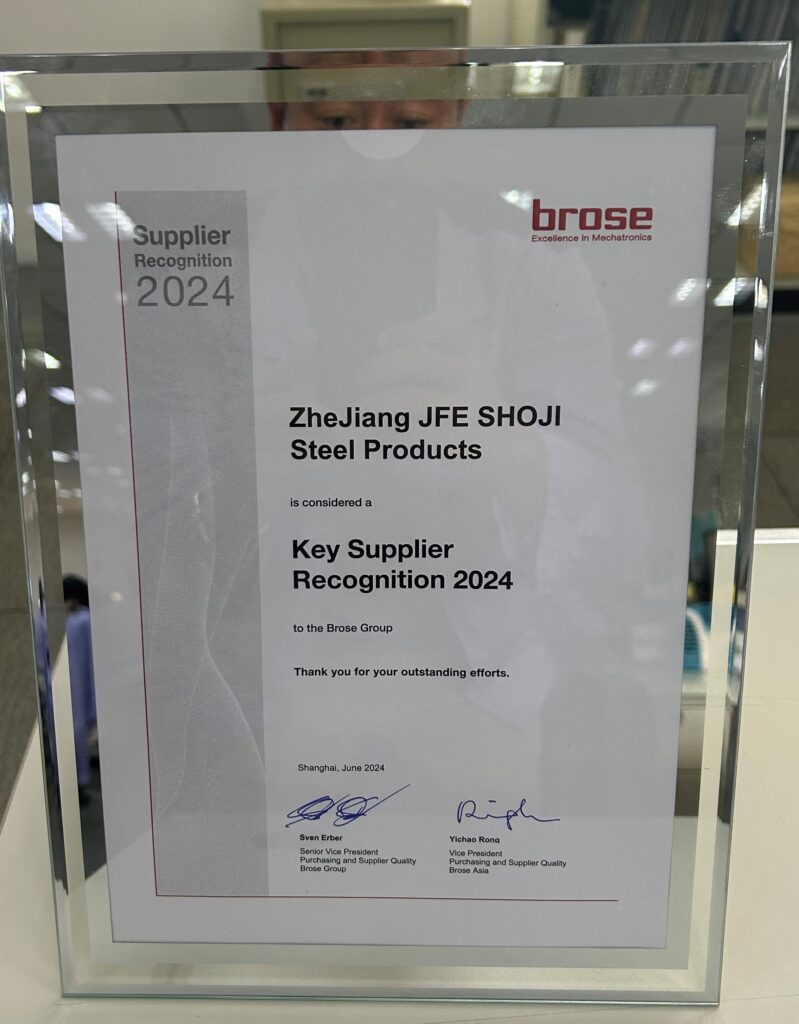 Supplier
Recognition
2024
brose
Excellence in Mechatronics
ZheJiang JFE SHOJI
Steel Products
is considered a
Key Supplier
Recognition 2024
to the Brose Group
Thank you for your outstanding efforts.
Shanghai, June 2024
Sven Erber
Senior Vice President
Purchasing and Supplier Quality
Brose Group
Yichao Rong
Vice President
Purchasing and Supplier Quality
Brose Asia